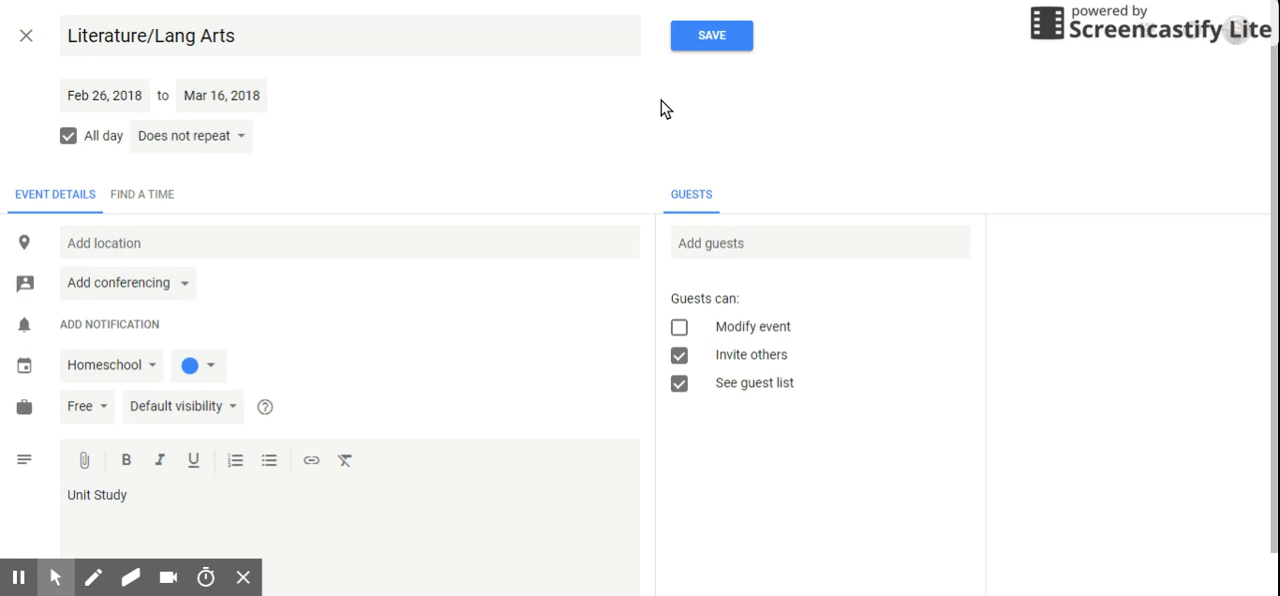 Literature/Lang Arts
SAVE
powered by
Screencastify Lite
Feb 26, 2018 to Mar 16, 2018
All day Does not repeat
EVENT DETAILS FIND A TIME
GUESTS
Add location
Add guests
Add conferencing
Guests can:
ADD NOTIFICATION
Modify event
Invite others
Homeschool
See guest list
Free Default visibility
B I U
Unit Study